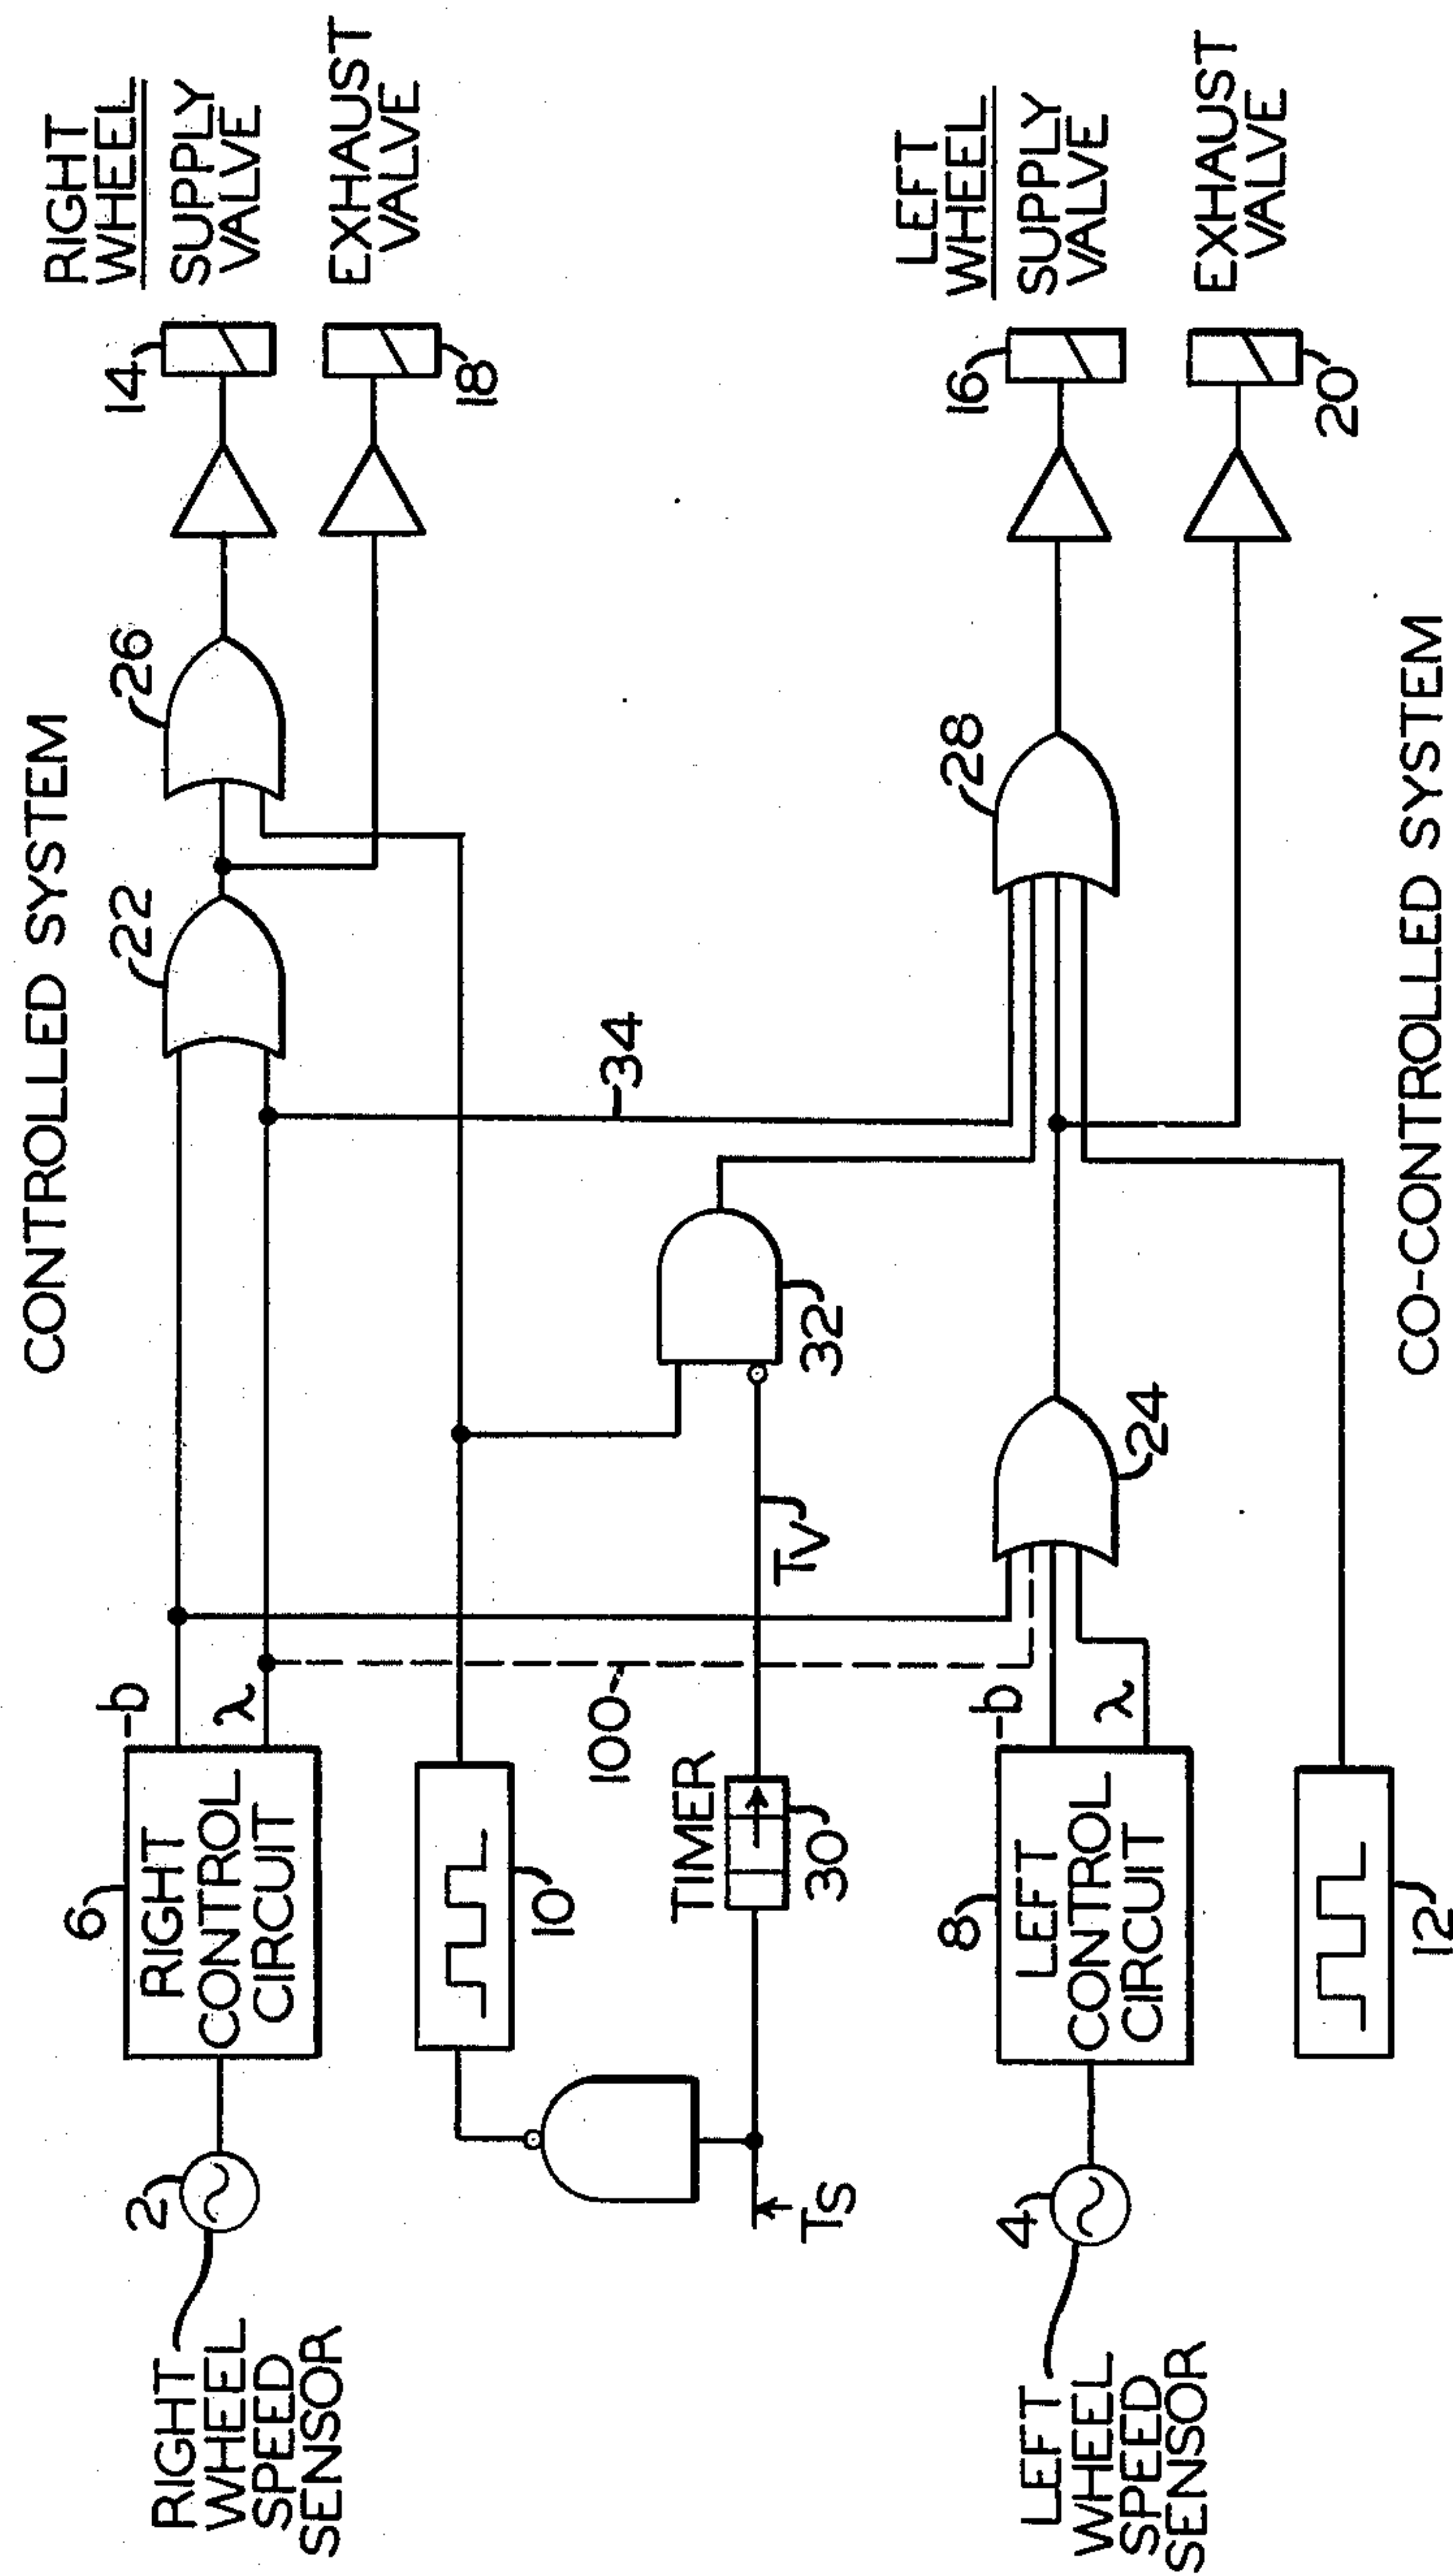 CONTROLLED SYSTEM
RIGHT
WHEEL
SUPPLY
VALVE
EXHAUST
VALVE
14
18
26
22
-b
λ
6
RIGHT
CONTROL
CIRCUIT
2
RIGHT
WHEEL
SPEED
SENSOR
10
34
100
32
TV
TIMER
30
TS
LEFT
WHEEL
SUPPLY
VALVE
EXHAUST
VALVE
16
20
28
24
-b
λ
8
LEFT
CONTROL
CIRCUIT
4
LEFT
WHEEL
SPEED
SENSOR
12
CO-CONTROLLED SYSTEM